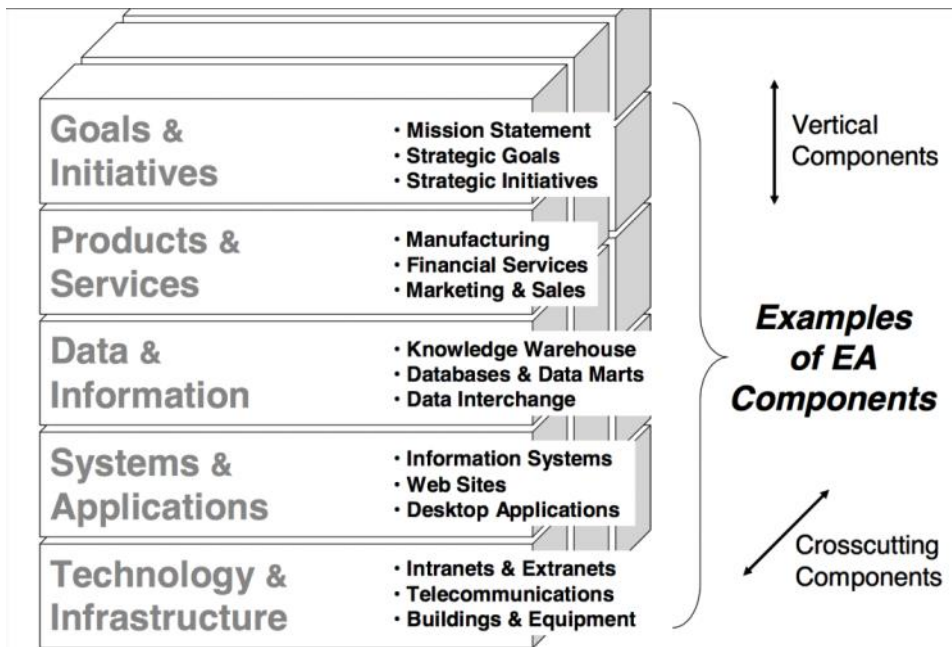 Goals &
Initiatives
• Mission Statement
• Strategic Goals
• Strategic Initiatives
Products &
Services
• Manufacturing
• Financial Services
• Marketing & Sales
Data &
Information
• Knowledge Warehouse
• Databases & Data Marts
• Data Interchange
Systems &
Applications
• Information Systems
• Web Sites
• Desktop Applications
Technology &
Infrastructure
• Intranets & Extranets
• Telecommunications
• Buildings & Equipment
Vertical
Components
Examples
of EA
Components
Crosscutting
Components